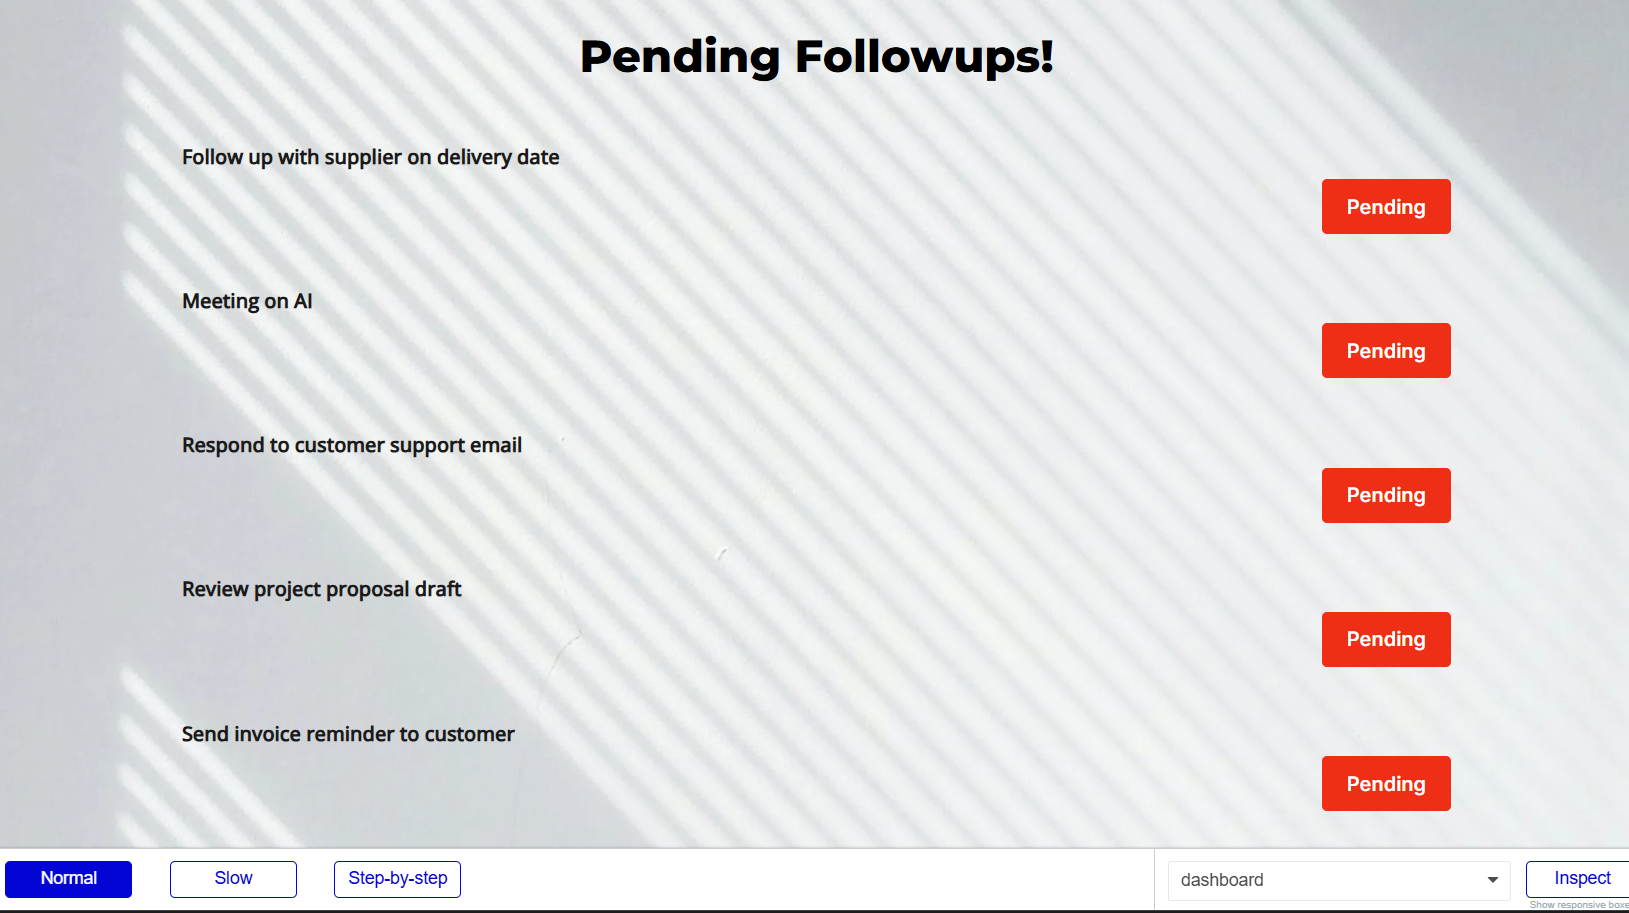 Pending Followups!
Follow up with supplier on delivery date
Pending
Meeting on AI
Pending
Respond to customer support email
Pending
Review project proposal draft
Pending
Send invoice reminder to customer
Pending
Normal Slow Step-by-step dashboard Inspect
Show responsive boxe